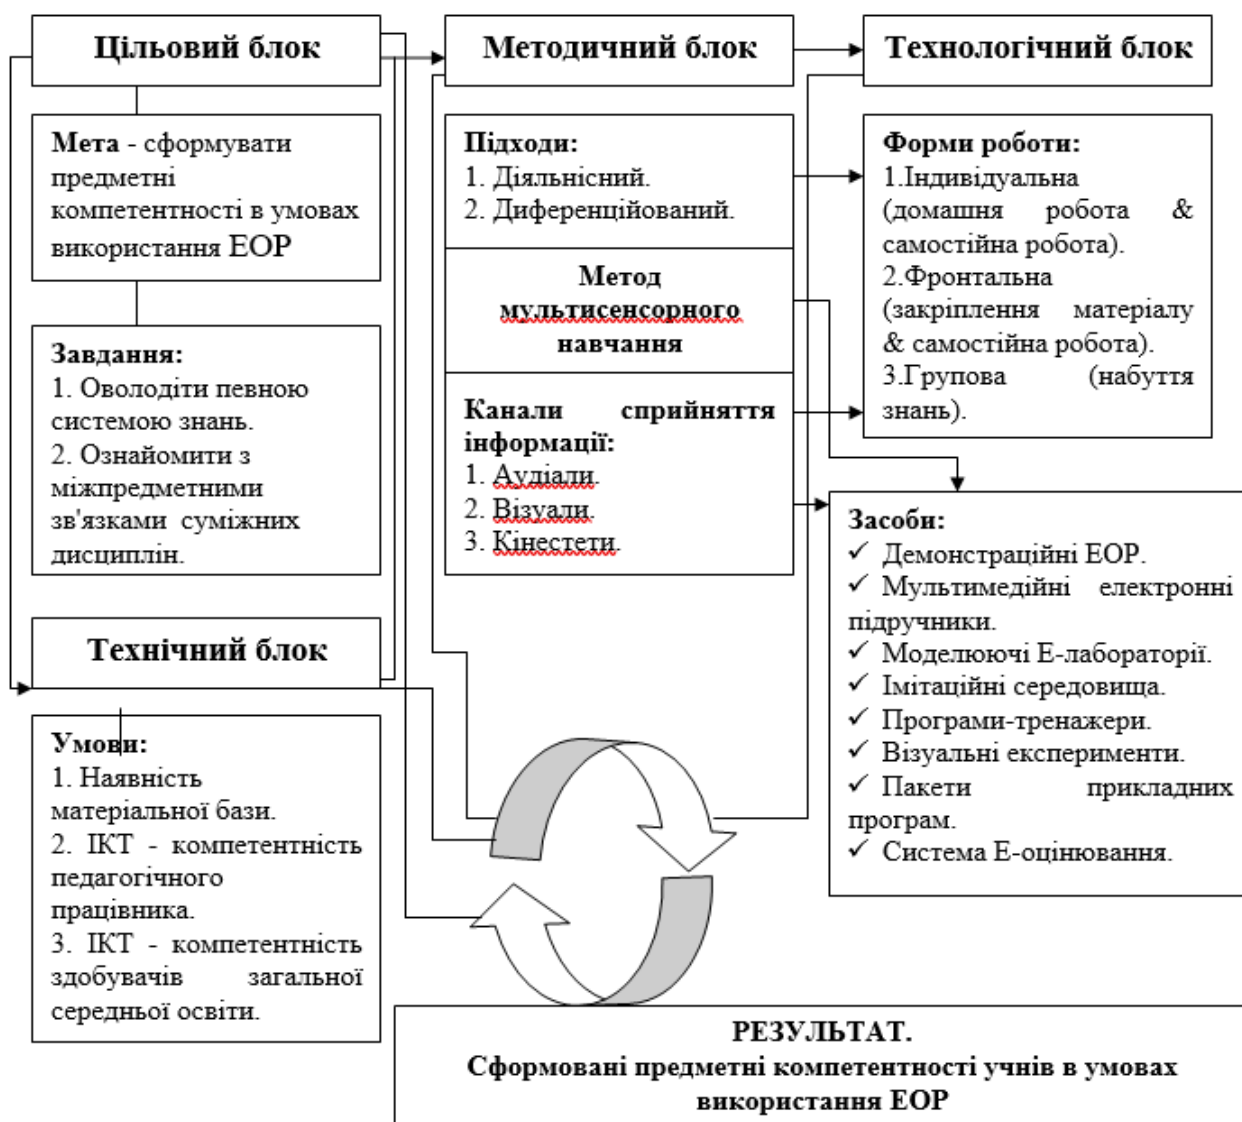 Цільовий блок
Методичний блок
Технологічний блок
Мета - сформувати
предметні
компетентності в умовах
використання ЕОР
Завдання:
1. Оволодіти певною
системою знань.
2. Ознайомити з
міжпредметними
зв'язками суміжних
дисциплін.
Технічний блок
Умови:
1. Наявність
матеріальної бази.
2. ІКТ - компетентність
педагогічного
працівника.
3. ІКТ - компетентність
здобувачів загальної
середньої освіти.
Підходи:
1. Діяльнісний.
2. Диференційований.
Метод
мультисенсорного
навчання
Канали сприйняття
інформації:
1. Аудіали.
2. Візуали.
3. Кінестети.
Форми роботи:
1.Індивідуальна
(домашня робота &
самостійна робота).
2.Фронтальна
(закріплення матеріалу
& самостійна робота).
3.Групова (набуття
знань).
Засоби:
✓ Демонстраційні ЕОР.
✓ Мультимедійні електронні
підручники.
✓ Моделюючі Е-лабораторії.
✓ Імітаційні середовища.
✓ Програми-тренажери.
✓ Візуальні експерименти.
✓ Пакети прикладних
програм.
✓ Система Е-оцінювання.
РЕЗУЛЬТАТ.
Сформовані предметні компетентності учнів в умовах
використання ЕОР